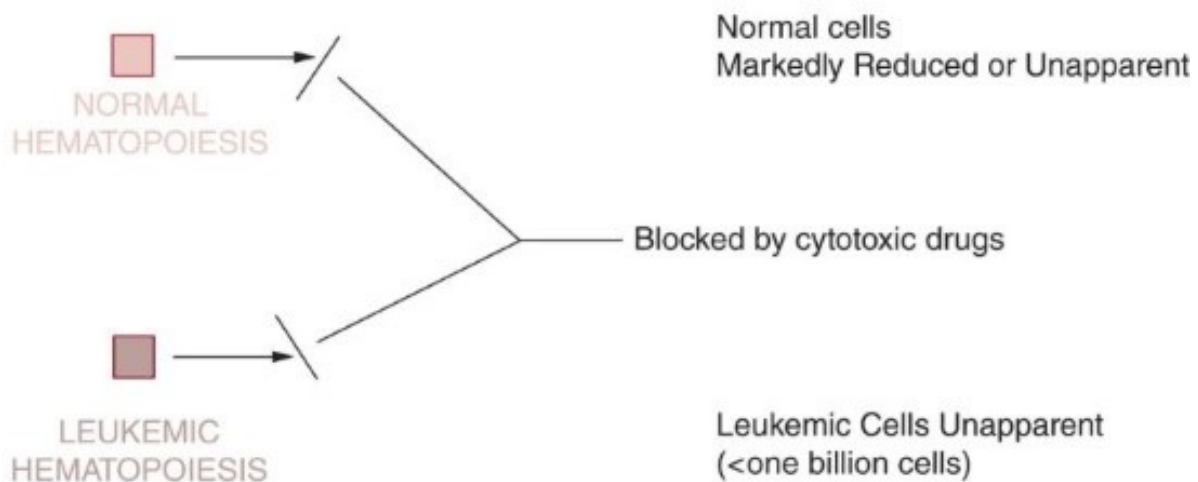 Normal cells
Markedly Reduced or Unapparent
NORMAL
HEMATOPOIESIS
Blocked by cytotoxic drugs
LEUKEMIC
HEMATOPOIESIS
Leukemic Cells Unapparent
(<one billion cells)